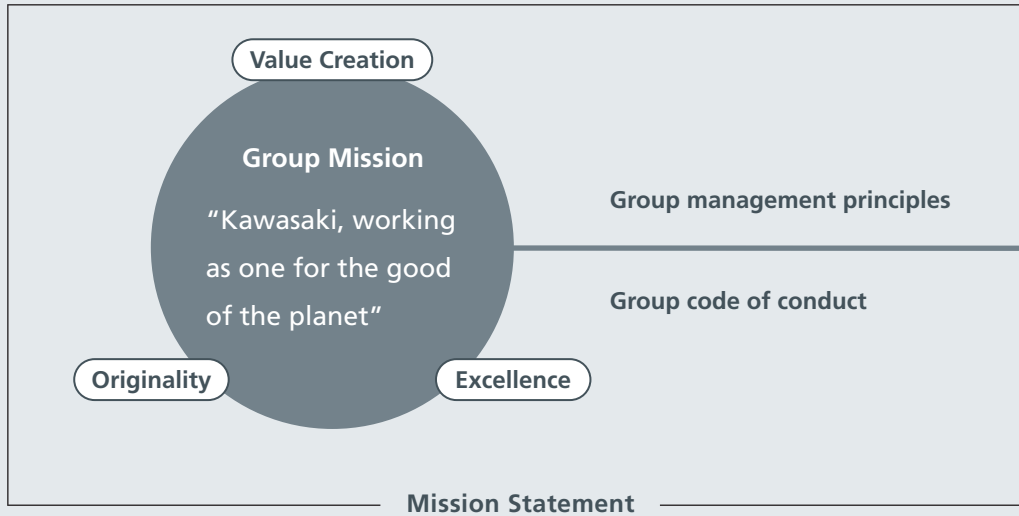 Value Creation
Group Mission
“Kawasaki, working
as one for the good
of the planet”
Originality
Excellence
Group management principles
Group code of conduct
Mission Statement